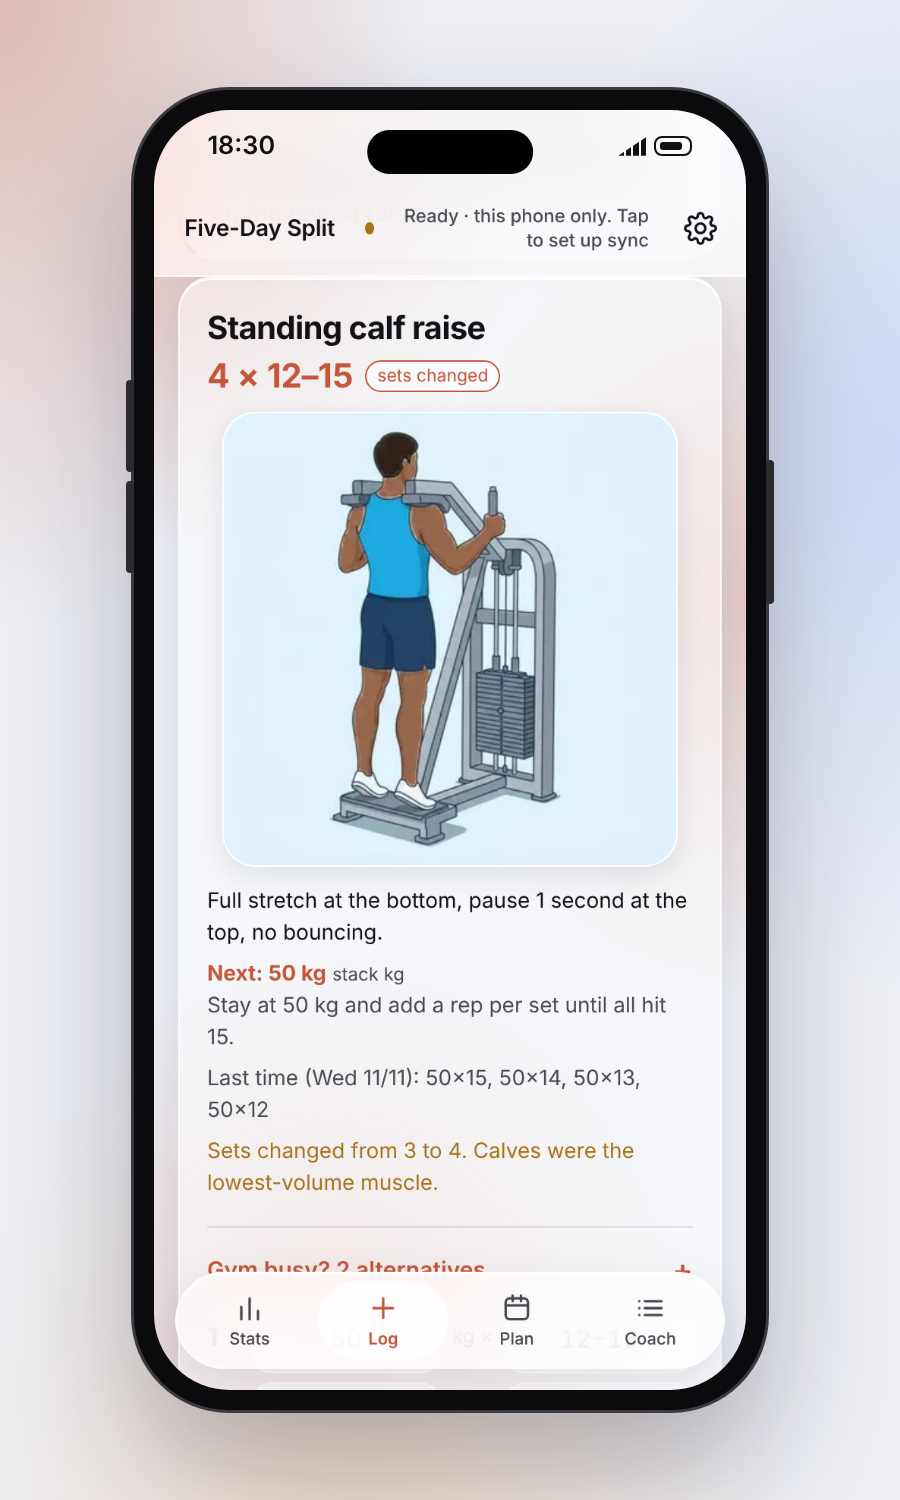 18:30
Five-Day Split
Ready · this phone only. Tap
to set up sync
Standing calf raise
4 × 12–15 sets changed
Full stretch at the bottom, pause 1 second at the
top, no bouncing.
Next: 50 kg stack kg
Stay at 50 kg and add a rep per set until all hit
15.
Last time (Wed 11/11): 50×15, 50×14, 50×13,
50×12
Sets changed from 3 to 4. Calves were the
lowest-volume muscle.
Gym busy? 2 alternatives +
1 50 kg ×
Stats Log Plan Coach